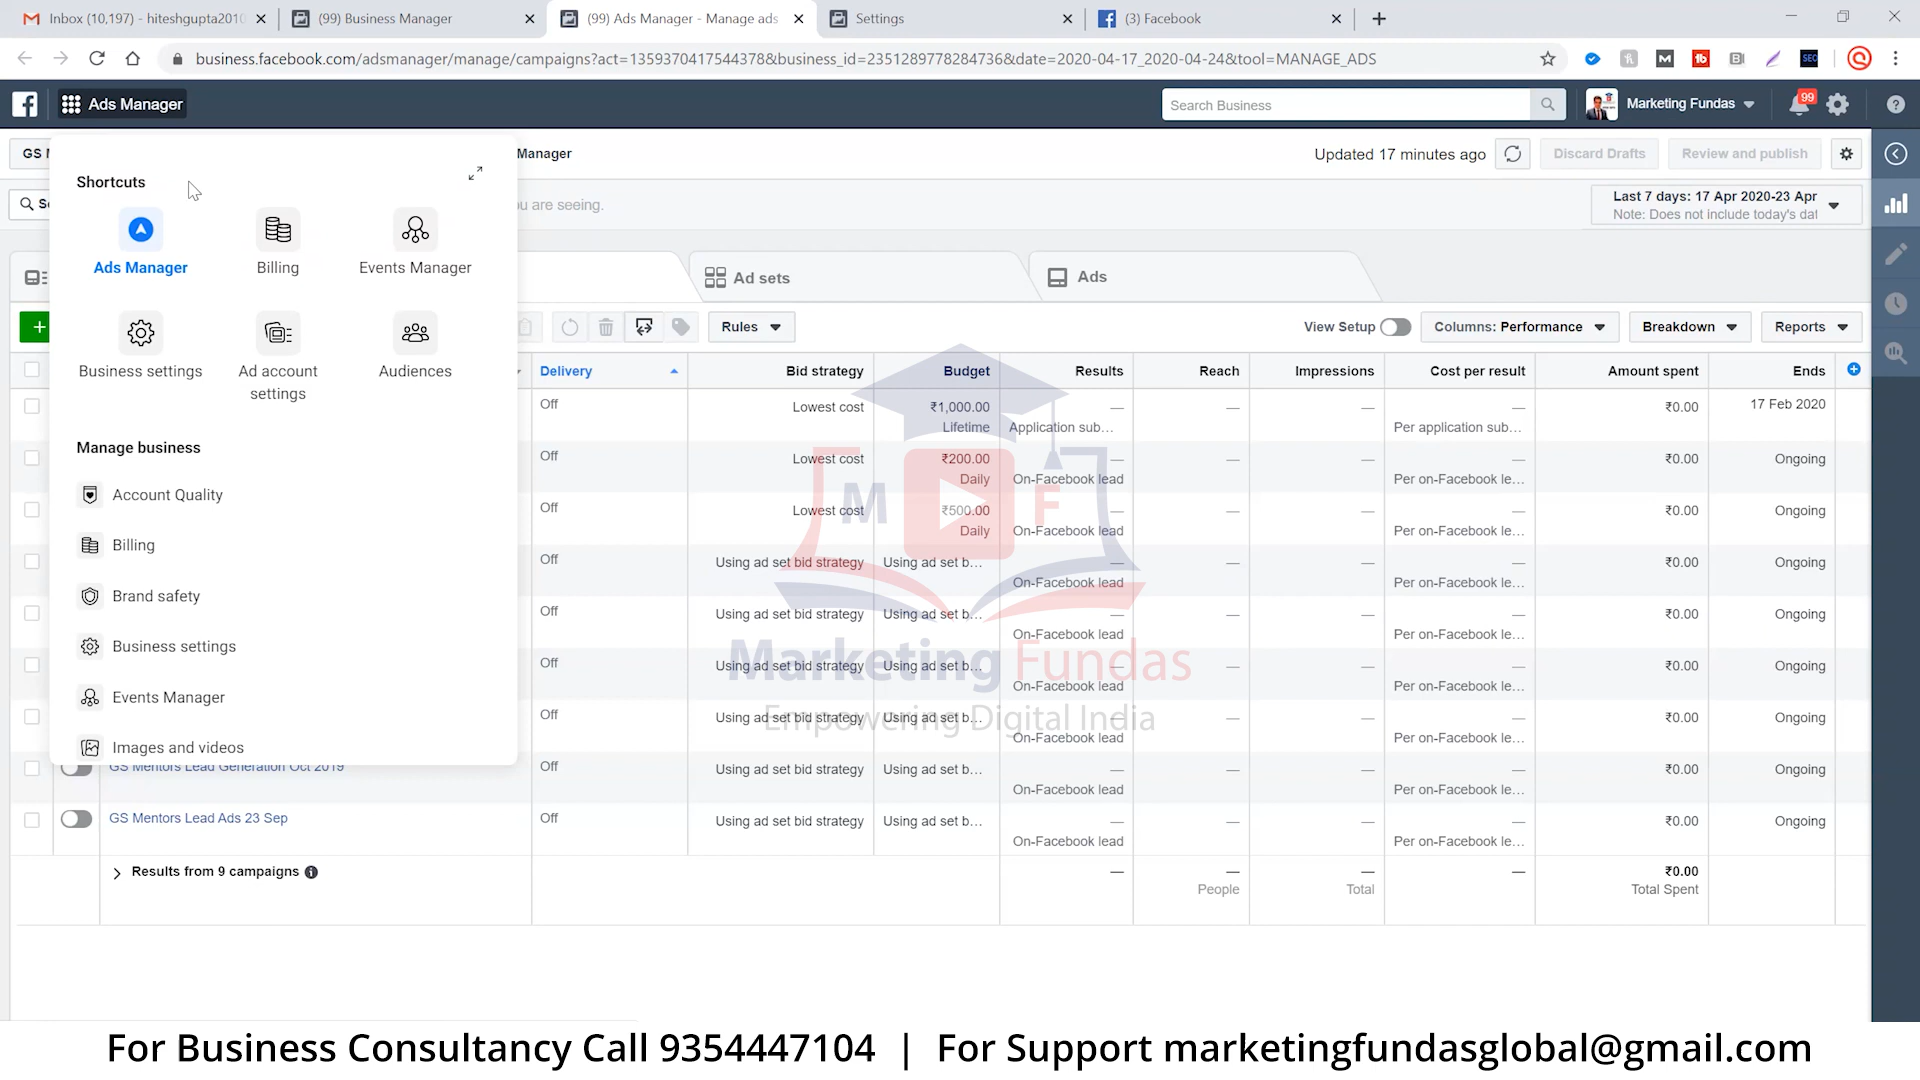 Inbox (10,197) - hiteshgupta2010
(99) Business Manager
(99) Ads Manager - Manage ads
Settings
(3) Facebook
business.facebook.com/adsmanager/manage/campaigns?act=135937041754437​8&business_id=2351289778284736&date=2020-04-17_2020-04-24&tool=MANAGE_ADS
Ads Manager
Search Business
Marketing Fundas
99
GS
Manager
Updated 17 minutes ago
Discard Drafts
Review and publish
Shortcuts
ou are seeing.
Last 7 days: 17 Apr 2020-23 Apr
Note: Does not include today's dat
Ads Manager
Billing
Events Manager
Business settings
Ad account
settings
Audiences
Manage business
Account Quality
Billing
Brand safety
Business settings
Events Manager
Images and videos
Ad sets
Ads
Rules
View Setup
Columns: Performance
Breakdown
Reports
Delivery Bid strategy Budget Results Reach Impressions Cost per result Amount spent Ends
Off Lowest cost ₹1,000.00 — — — — ₹0.00 17 Feb 2020
Lifetime Application sub... Per application sub...
Off Lowest cost ₹200.00 — — — — ₹0.00 Ongoing
Daily On-Facebook lead Per on-Facebook le...
Off Lowest cost ₹500.00 — — — — ₹0.00 Ongoing
Daily On-Facebook lead Per on-Facebook le...
Off Using ad set bid strategy Using ad set b... — — — — ₹0.00 Ongoing
On-Facebook lead Per on-Facebook le...
Off Using ad set bid strategy Using ad set b... — — — — ₹0.00 Ongoing
On-Facebook lead Per on-Facebook le...
Off Using ad set bid strategy Using ad set b... — — — — ₹0.00 Ongoing
On-Facebook lead Per on-Facebook le...
Off Using ad set bid strategy Using ad set b... — — — — ₹0.00 Ongoing
On-Facebook lead Per on-Facebook le...
GS Mentors Lead Generation Oct 2019 Off Using ad set bid strategy Using ad set b... — — — — ₹0.00 Ongoing
On-Facebook lead Per on-Facebook le...
GS Mentors Lead Ads 23 Sep Off Using ad set bid strategy Using ad set b... — — — — ₹0.00 Ongoing
On-Facebook lead Per on-Facebook le...
Results from 9 campaigns — — — — ₹0.00
People Total Total Spent
M F
Marketing Fundas
Empowering Digital India
For Business Consultancy Call 9354447104 | For Support marketingfundasglobal@gmail.com